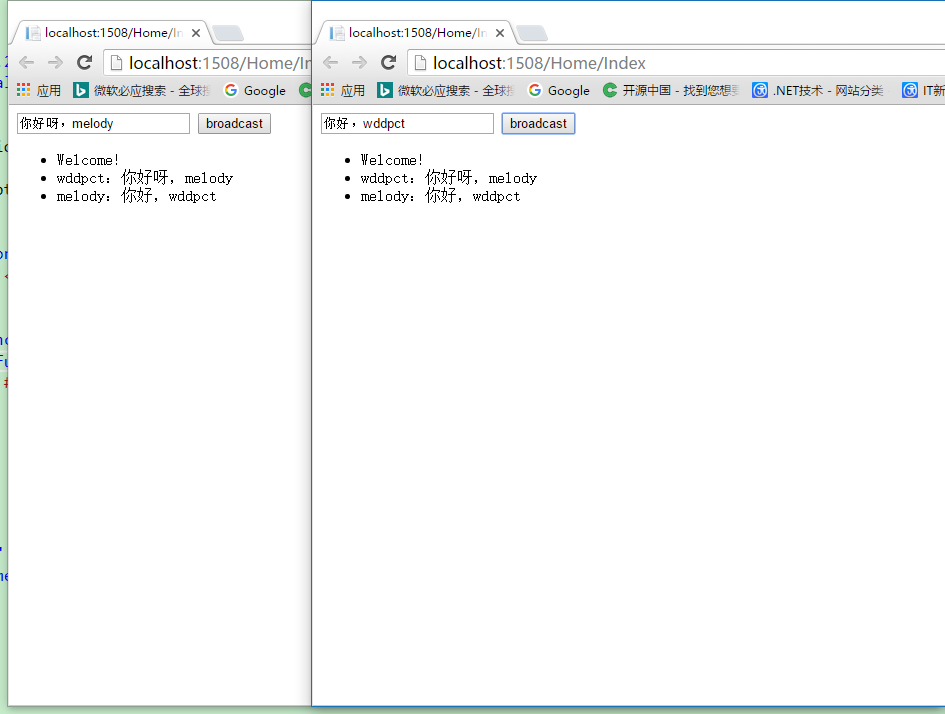 localhost:1508/Home/In
localhost:1508/Home/Index
应用 微软必应搜索 - 全球 Google
你好呀，melody broadcast
Welcome!
wddpct：你好呀，melody
melody：你好，wddpct
localhost:1508/Home/In
localhost:1508/Home/Index
应用 微软必应搜索 - 全球 Google 开源中国 - 找到您想 .NET技术 - 网站分类 IT新
你好，wddpct broadcast
Welcome!
wddpct：你好呀，melody
melody：你好，wddpct